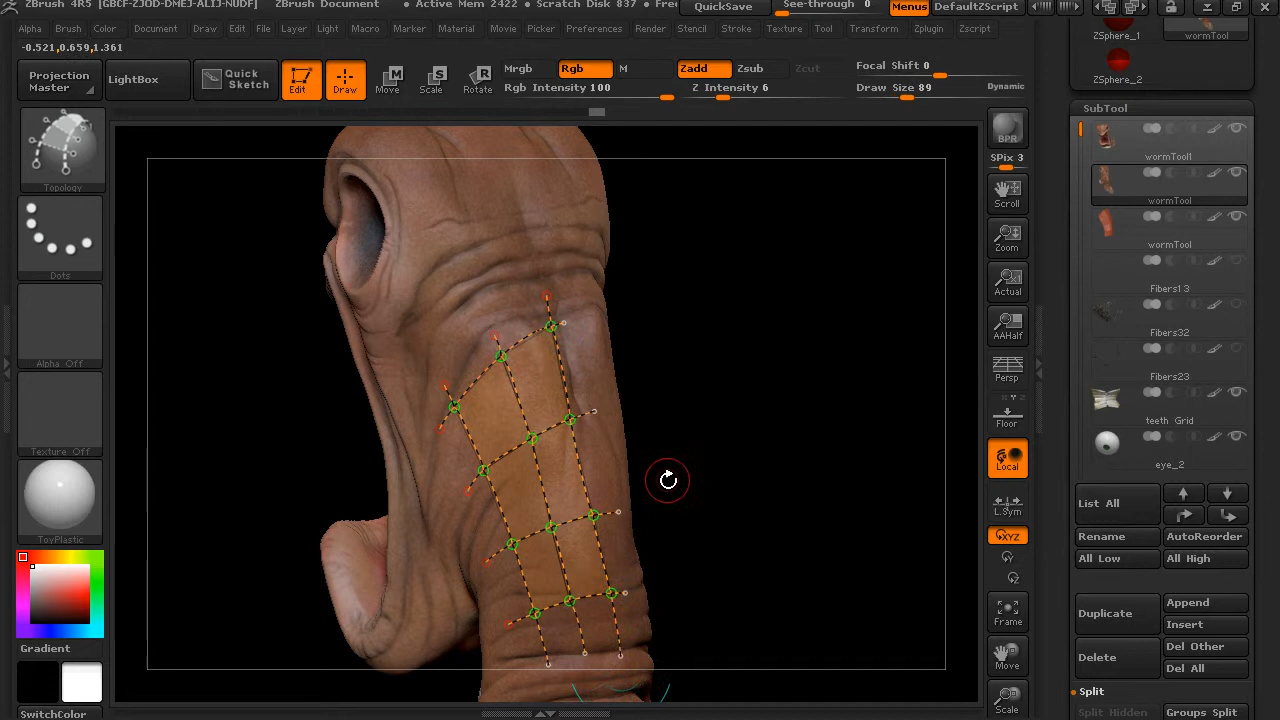 ZBrush 4R5 [GBCF-ZJOD-DMEJ-ALIJ-NUDF] ZBrush Document • Active Mem 2422 • Scratch Disk 837 • Free QuickSave See-through 0 Menus DefaultZScript
Alpha Brush Color Document Draw Edit File Layer Light Macro Marker Material Movie Picker Preferences Render Stencil Stroke Texture Tool Transform Zplugin Zscript
-0.521,0.659,1.361
Projection Master
LightBox
Quick Sketch
Edit
Draw
Move
Scale
Rotate
Mrgb Rgb M Zadd Zsub Zcut
Rgb Intensity 100 Z Intensity 6
Focal Shift 0
Draw Size 89 Dynamic
Topology
Dots
Alpha Off
Texture Off
ToyPlastic
Gradient
SwitchColor
BPR
SPix 3
Scroll
Zoom
Actual
AAHalf
Persp
Floor
Local
L.Sym
XYZ
Y
Z
Frame
Move
Scale
ZSphere_1
wormTool
ZSphere_2
SubTool
wormTool1
wormTool
wormTool
Fibers13
Fibers32
Fibers23
teeth Grid
eye_2
List All
Rename AutoReorder
All Low All High
Duplicate Append
Insert
Delete Del Other
Del All
Split
Split Hidden Groups Split